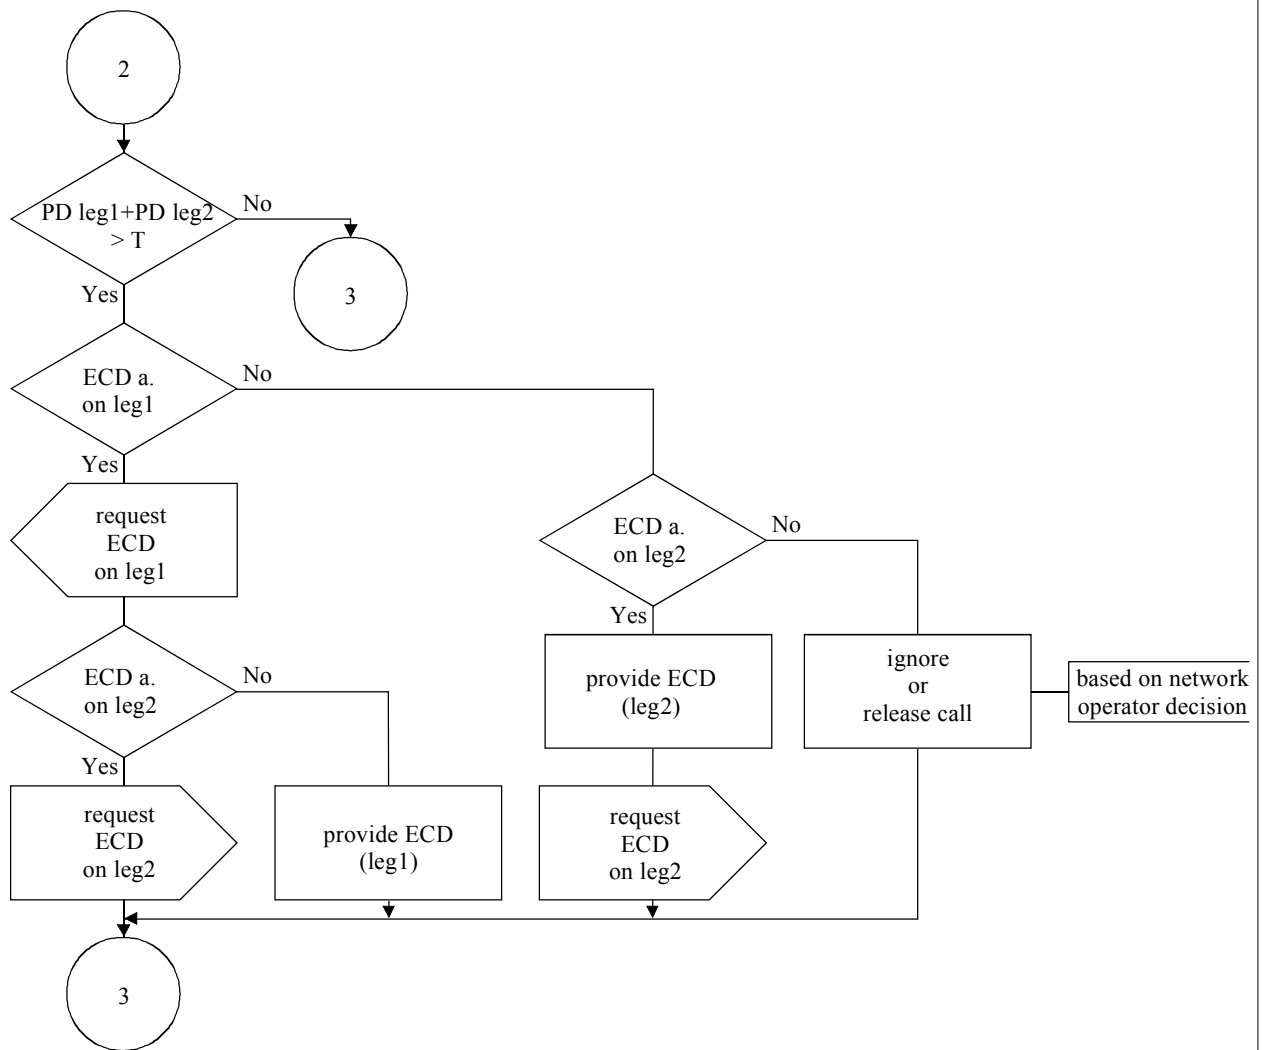 2
PD leg1+PD leg2
> T
No
3
Yes
ECD a.
on leg1
No
Yes
request
ECD
on leg1
ECD a.
on leg2
No
Yes
ECD a.
on leg2
No
Yes
provide ECD
(leg2)
ignore
or
release call
based on network
operator decision
request
ECD
on leg2
provide ECD
(leg1)
request
ECD
on leg2
3